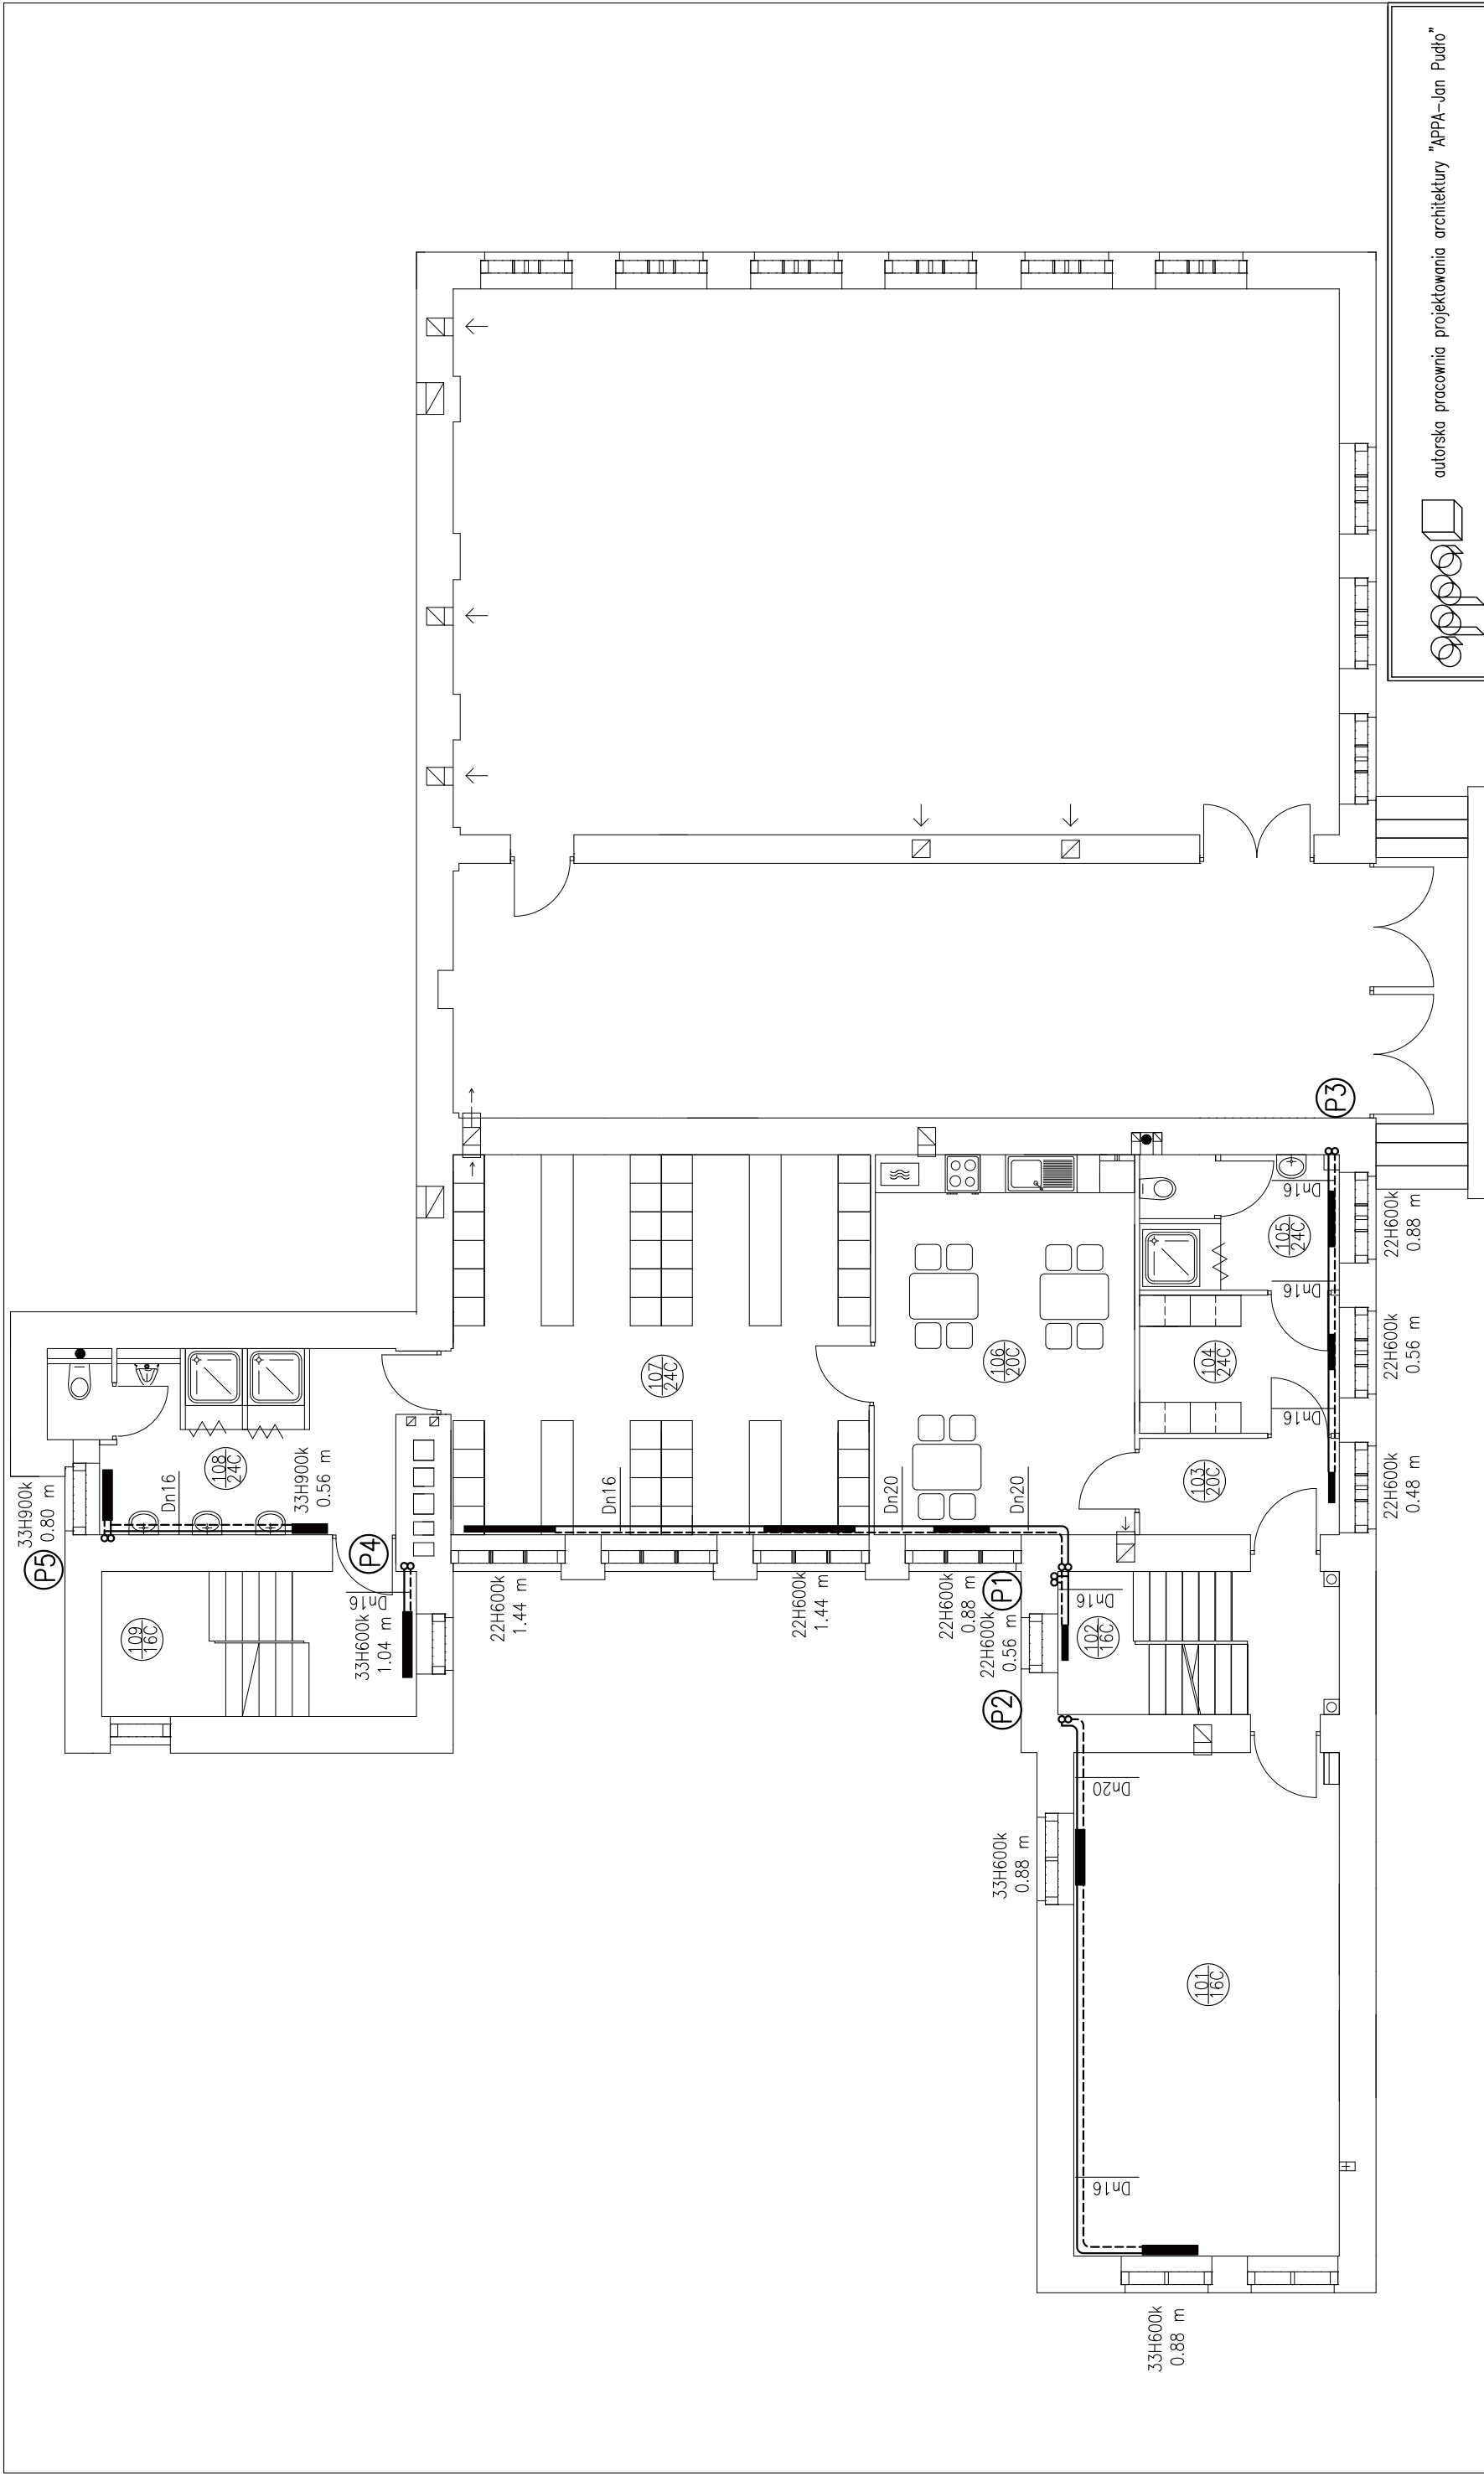 autorska pracownia projektowania architektury "APPA–Jan Pudło"
appa
P5
33H900k
0.80 m
Dn16
108
24C
33H900k
0.56 m
109
16C
P4
Dn16
33H600k
1.04 m
107
24C
Dn16
22H600k
1.44 m
22H600k
1.44 m
106
20C
Dn20
Dn20
22H600k
0.88 m
P1
22H600k
0.56 m
Dn16
102
16C
P2
103
20C
104
24C
105
24C
Dn16
Dn16
Dn16
P3
22H600k
0.88 m
22H600k
0.56 m
22H600k
0.48 m
Dn20
33H600k
0.88 m
101
16C
Dn16
33H600k
0.88 m